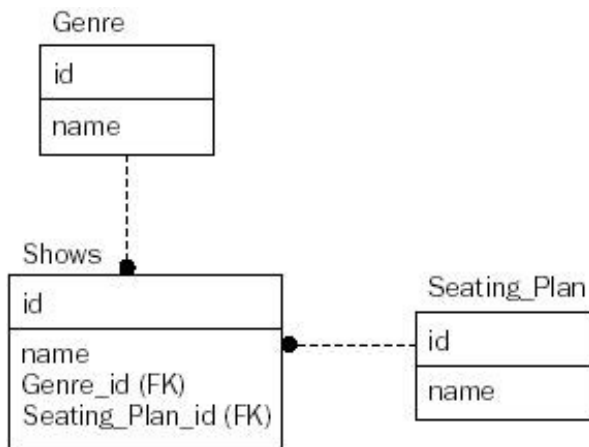 Genre
id
name
Shows
id
name
Genre_id (FK)
Seating_Plan_id (FK)
Seating_Plan
id
name